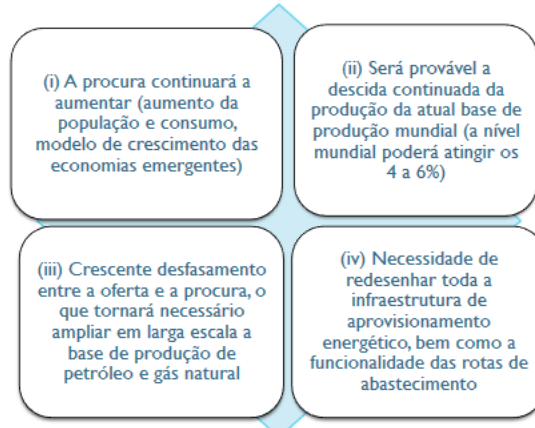 (i) A procura continuará a
aumentar (aumento da
população e consumo,
modelo de crescimento das
economias emergentes)
(ii) Será provável a
descida continuada da
produção da atual base de
produção mundial (a nível
mundial poderá atingir os
4 a 6%)
(iii) Crescente desfasamento
entre a oferta e a procura, o
que tornará necessário
ampliar em larga escala a
base de produção de
petróleo e gás natural
(iv) Necessidade de
redesenhar toda a
infraestrutura de
aprovisionamento
energético, bem como a
funcionalidade das rotas de
abastecimento